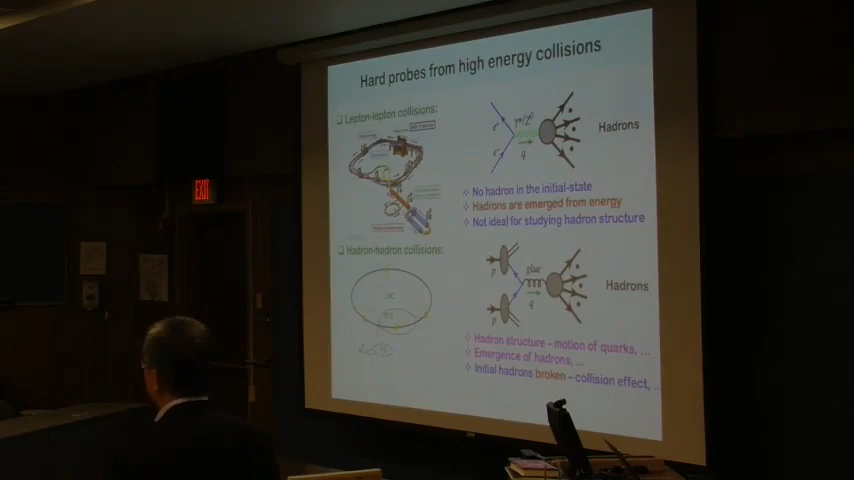 Hard probes from high energy collisions
❑ Lepton-lepton collisions:
e⁺
γ*/Z⁰
e⁻
q
Hadrons
✧ No hadron in the initial-state
✧ Hadrons are emerged from energy
✧ Not ideal for studying hadron structure
❑ Hadron-hadron collisions:
p
glue
q
p
Hadrons
✧ Hadron structure – motion of quarks, ...
✧ Emergence of hadrons, ...
✧ Initial hadrons broken – collision effect, ...
EXIT